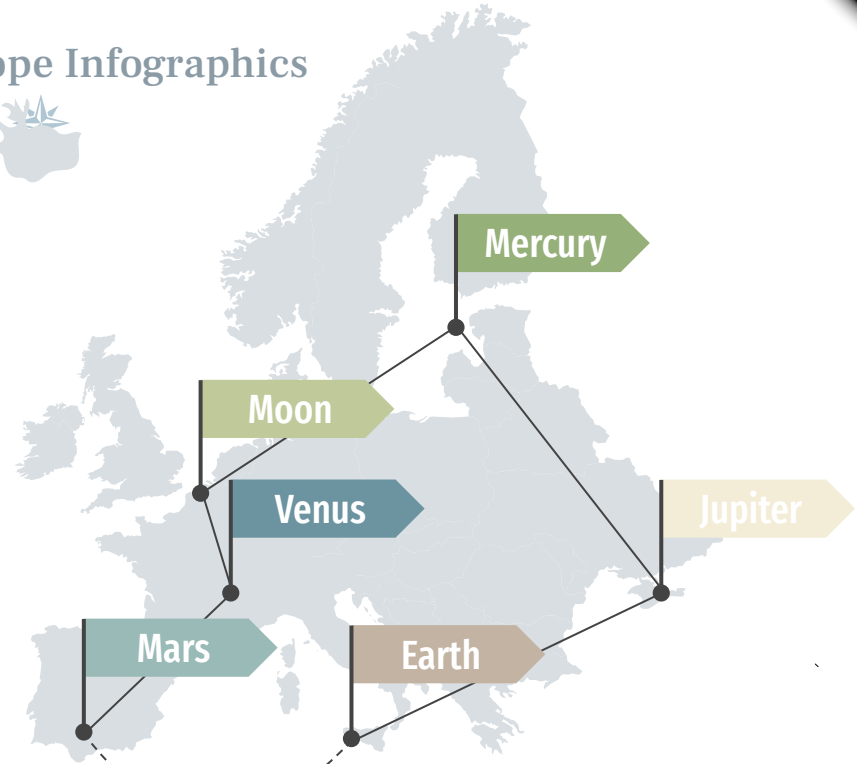 ope Infographics
Mercury
Moon
Venus
Jupiter
Mars
Earth